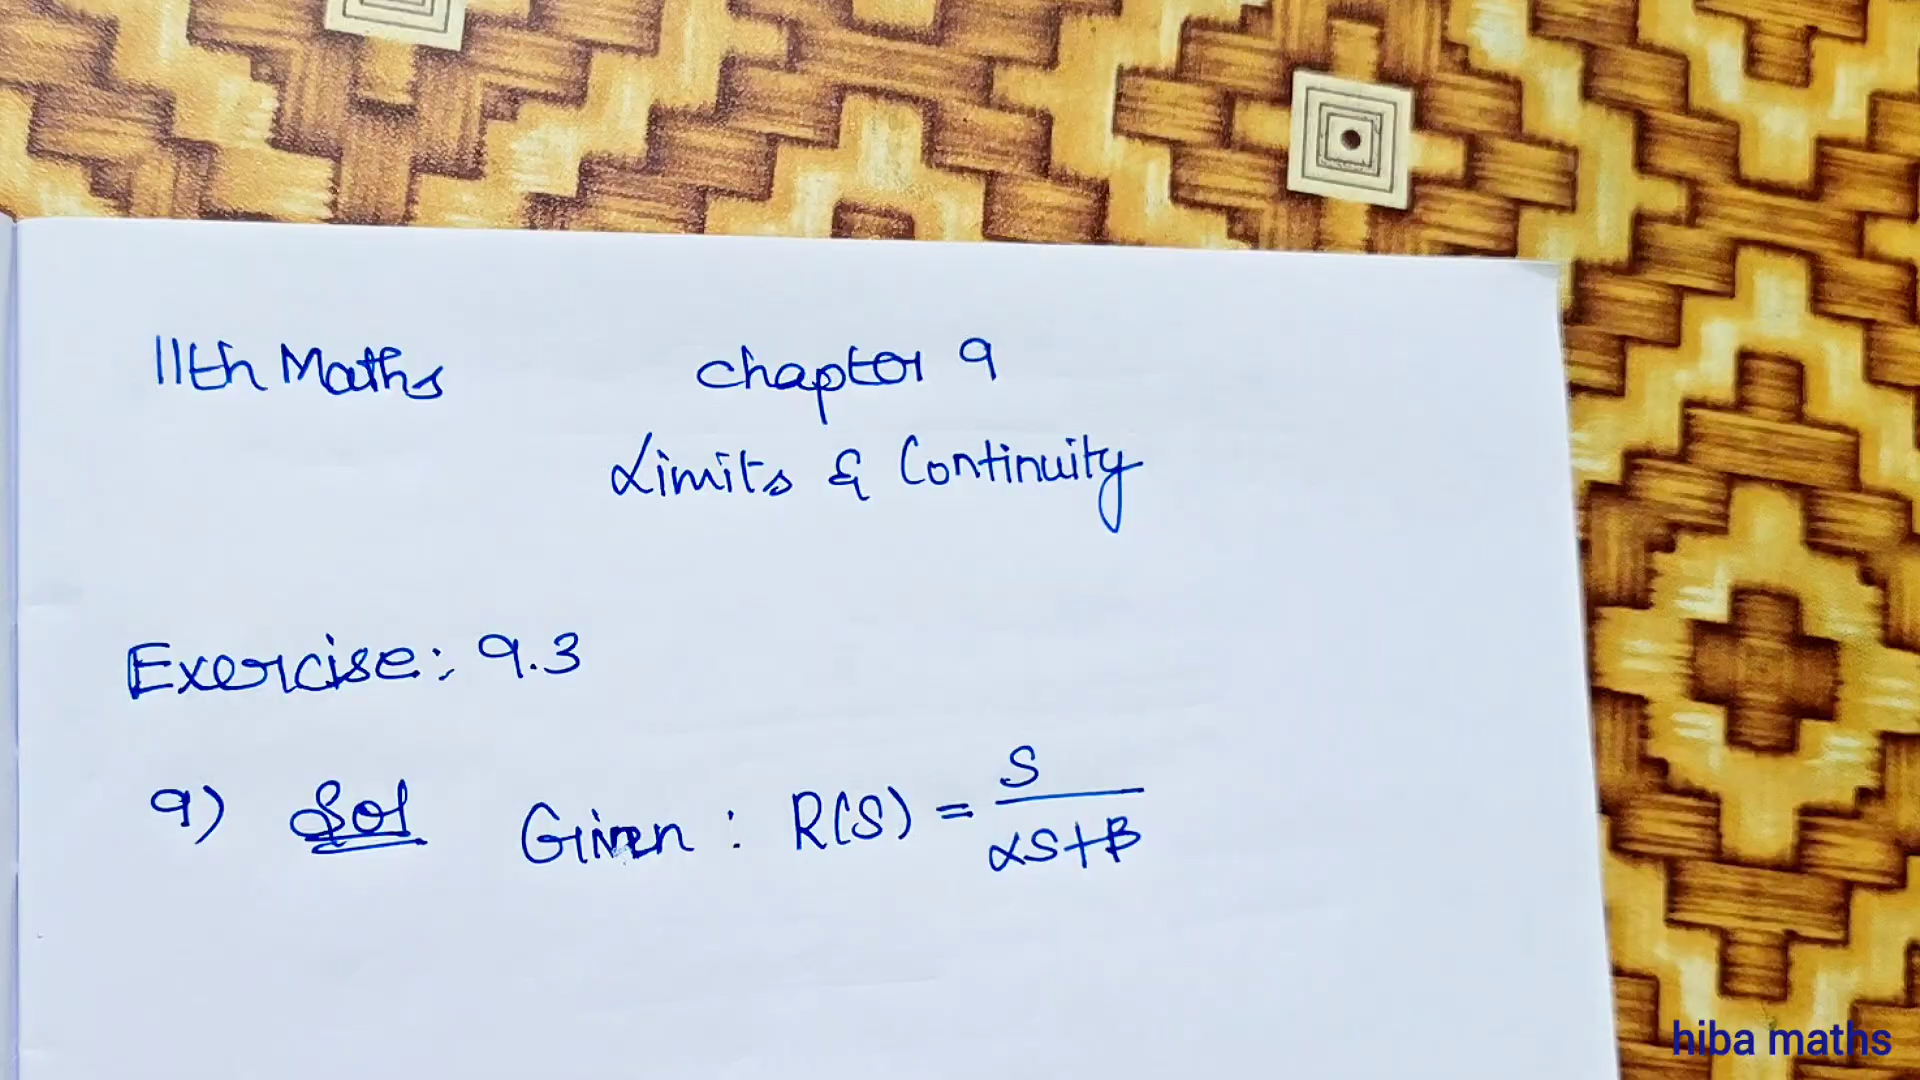 11th Maths chapter 9
Limits & Continuity
Exercise: 9.3
9) Sol Given : R(S) = S / αS+β
hiba maths